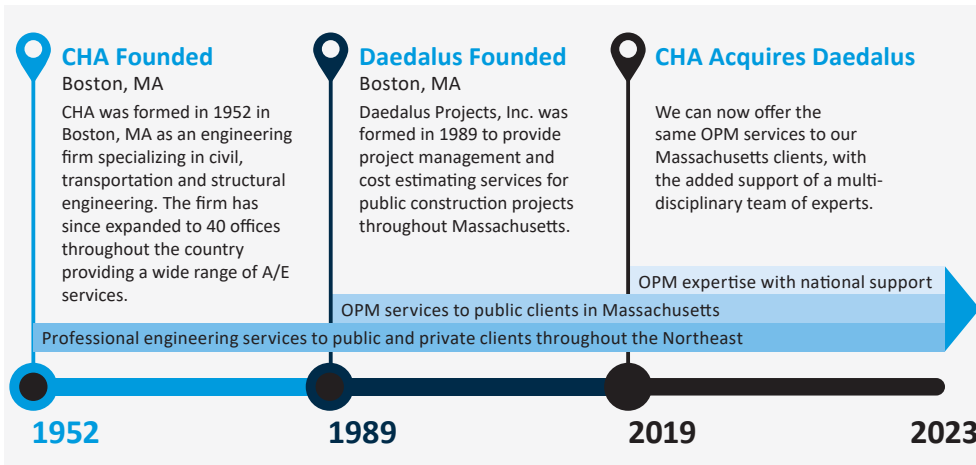 CHA Founded
Boston, MA
CHA was formed in 1952 in
Boston, MA as an engineering
firm specializing in civil,
transportation and structural
engineering. The firm has
since expanded to 40 offices
throughout the country
providing a wide range of A/E
services.
Daedalus Founded
Boston, MA
Daedalus Projects, Inc. was
formed in 1989 to provide
project management and
cost estimating services for
public construction projects
throughout Massachusetts.
CHA Acquires Daedalus
We can now offer the
same OPM services to our
Massachusetts clients, with
the added support of a multi-
disciplinary team of experts.
OPM expertise with national support
OPM services to public clients in Massachusetts
Professional engineering services to public and private clients throughout the Northeast
1952
1989
2019
2023